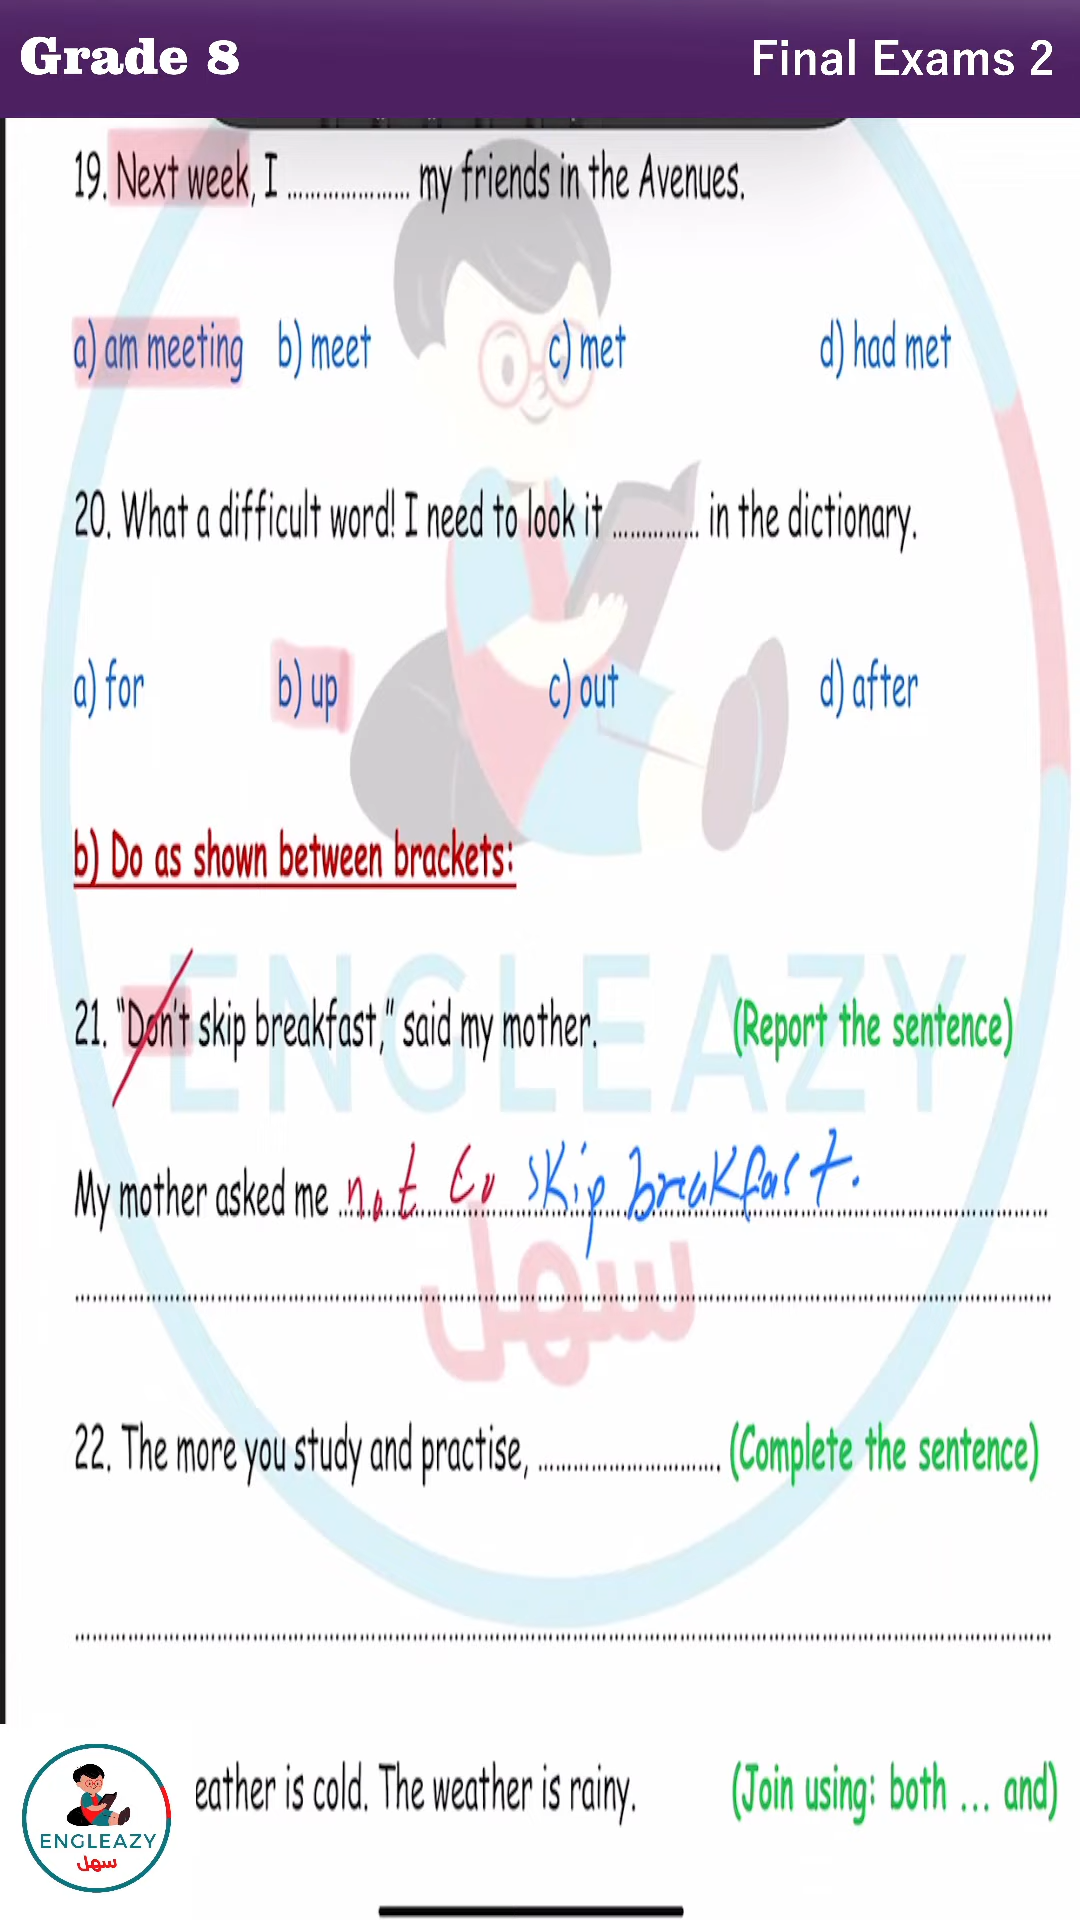 Grade 8
Final Exams 2
19. Next week, I .................... my friends in the Avenues.
a) am meeting b) meet c) met d) had met
20. What a difficult word! I need to look it .............. in the dictionary.
a) for b) up c) out d) after
b) Do as shown between brackets:
21. "Don't skip breakfast," said my mother. (Report the sentence)
ENGLEAZY
My mother asked me not to skip breakfast.
سهل
22. The more you study and practise, .............................. (Complete the sentence)
eather is cold. The weather is rainy. (Join using: both ... and)
ENGLEAZY
سهل